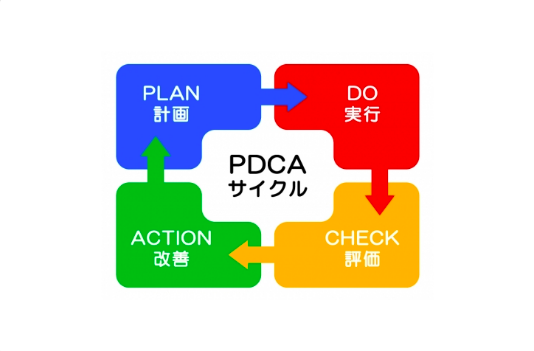 PLAN
計画
DO
実行
PDCA
サイクル
ACTION
改善
CHECK
評価